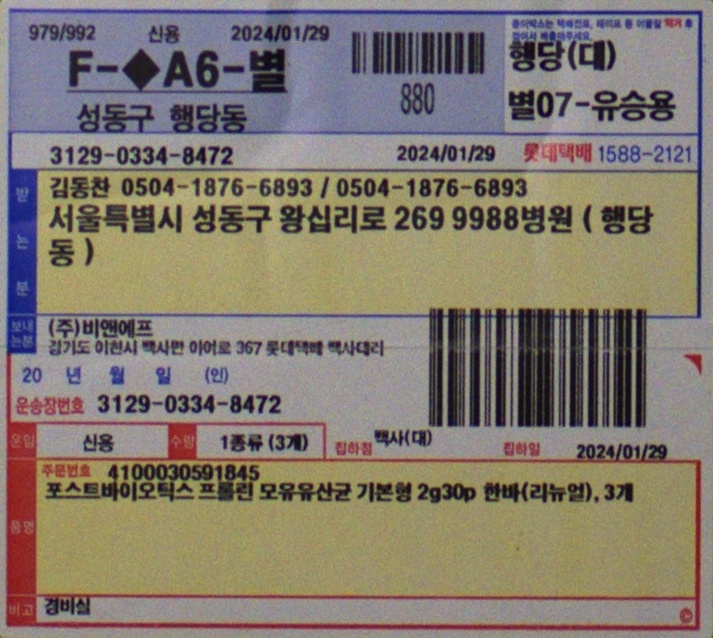 979/992 신용 2024/01/29
종이박스는 택배전표, 테이프 등 이물질 제거 후
접어서 배출해주세요.
F-◆A6-별
880
행당(대)
성동구 행당동
별07-유승용
3129-0334-8472 2024/01/29 롯데택배 1588-2121
받는분
김동찬 0504-1876-6893 / 0504-1876-6893
서울특별시 성동구 왕십리로 269 9988병원 ( 행당
동 )
보내는분
(주)비앤에프
경기도 이천시 백사면 이여로 367 롯데택배 백사대리
20 년 월 일 (인)
운송장번호 3129-0334-8472
운임 신용 수량 1종류 (3개) 집하점 백사(대) 집하일 2024/01/29
주문번호 4100030591845
품명
포스트바이오틱스 프롤린 모유유산균 기본형 2g30p 한바(리뉴얼), 3개
비고 경비실